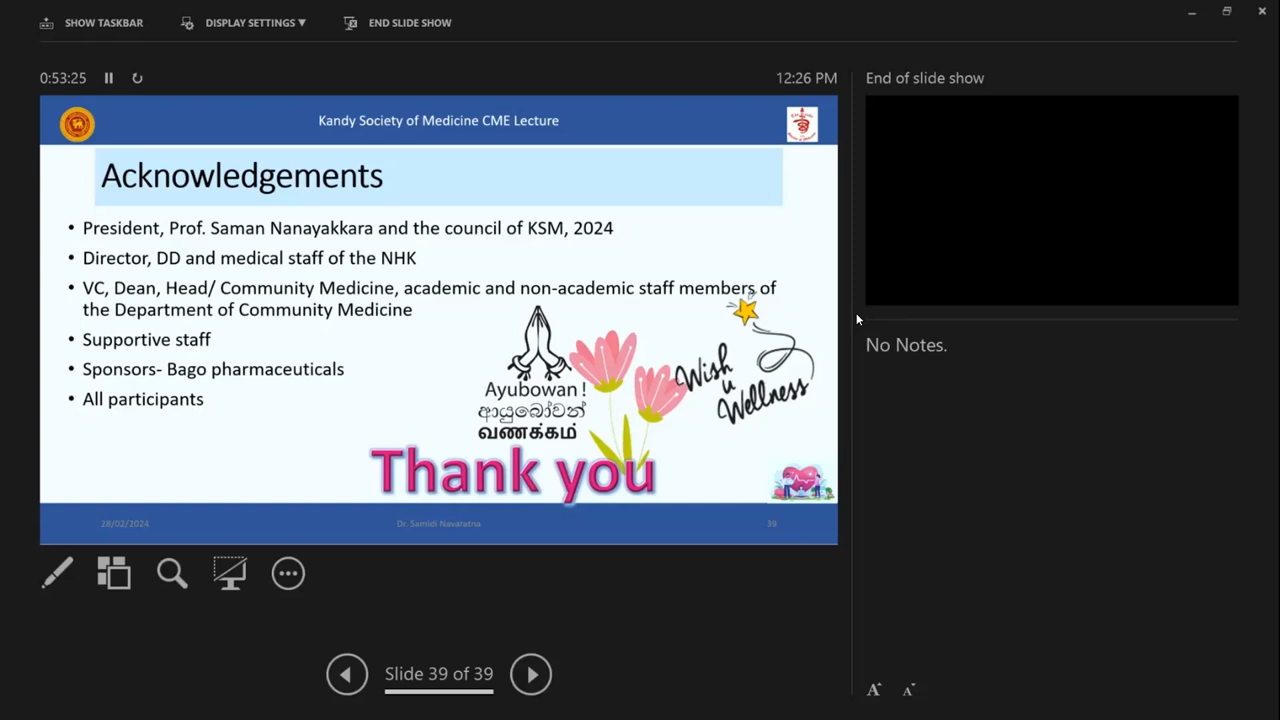 SHOW TASKBAR
DISPLAY SETTINGS ▼
END SLIDE SHOW
0:53:25
12:26 PM
End of slide show
Kandy Society of Medicine CME Lecture
Acknowledgements
• President, Prof. Saman Nanayakkara and the council of KSM, 2024
• Director, DD and medical staff of the NHK
• VC, Dean, Head/ Community Medicine, academic and non-academic staff members of
the Department of Community Medicine
• Supportive staff
• Sponsors- Bago pharmaceuticals
• All participants
Ayubowan !
ආයුබෝවන්
வணக்கம்
Wish
u
Wellness
Thank you
28/02/2024
Dr. Samidi Navaratna
39
No Notes.
Slide 39 of 39
A A